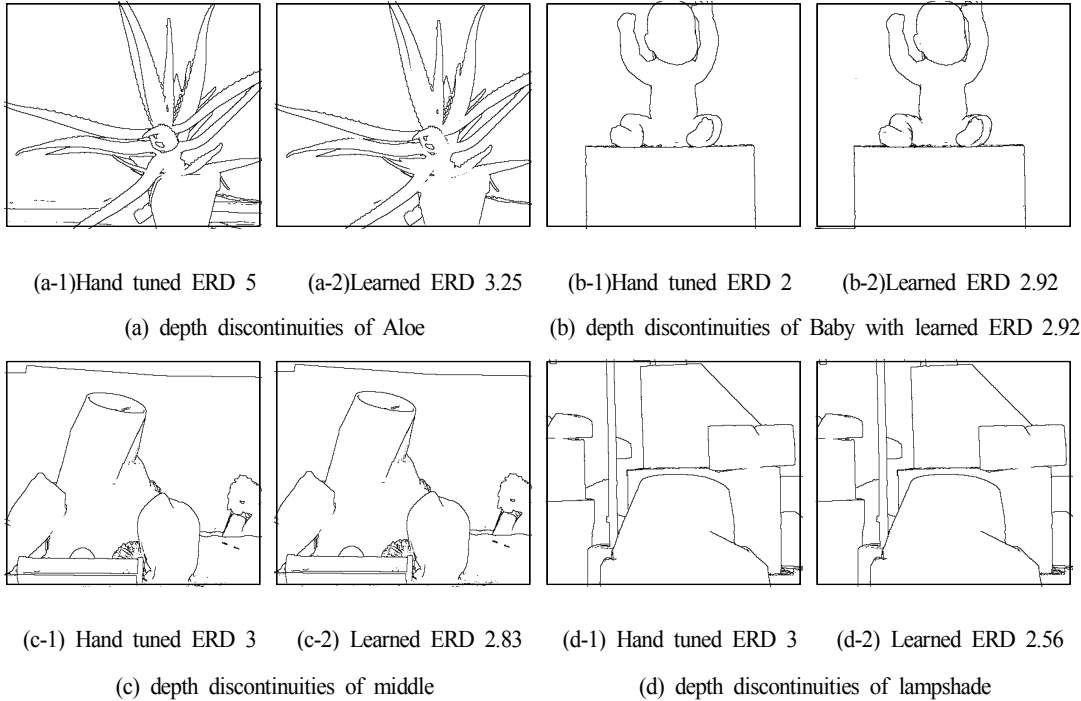 (a-1)Hand tuned ERD 5 (a-2)Learned ERD 3.25 (b-1)Hand tuned ERD 2 (b-2)Learned ERD 2.92
(a) depth discontinuities of Aloe (b) depth discontinuities of Baby with learned ERD 2.92
(c-1) Hand tuned ERD 3 (c-2) Learned ERD 2.83 (d-1) Hand tuned ERD 3 (d-2) Learned ERD 2.56
(c) depth discontinuities of middle (d) depth discontinuities of lampshade